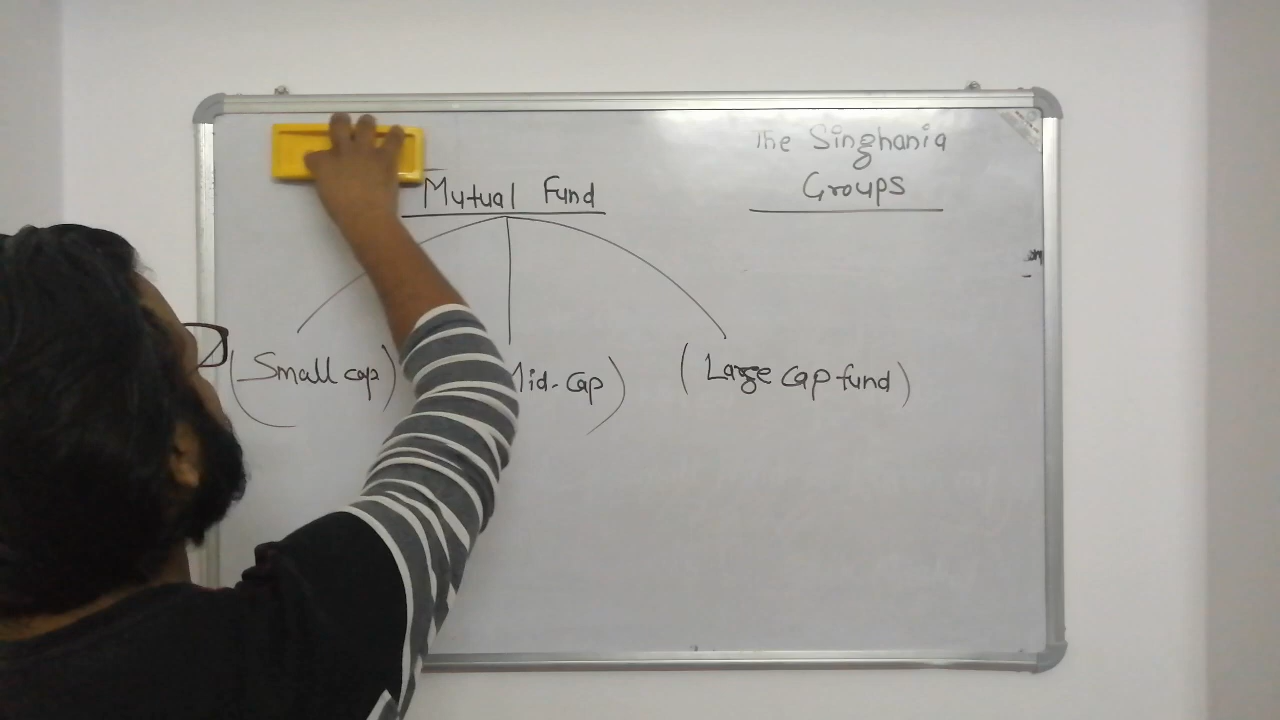 The Singhania
Groups
Mutual Fund
(Small cap)
Mid-Cap)
(Large cap fund)